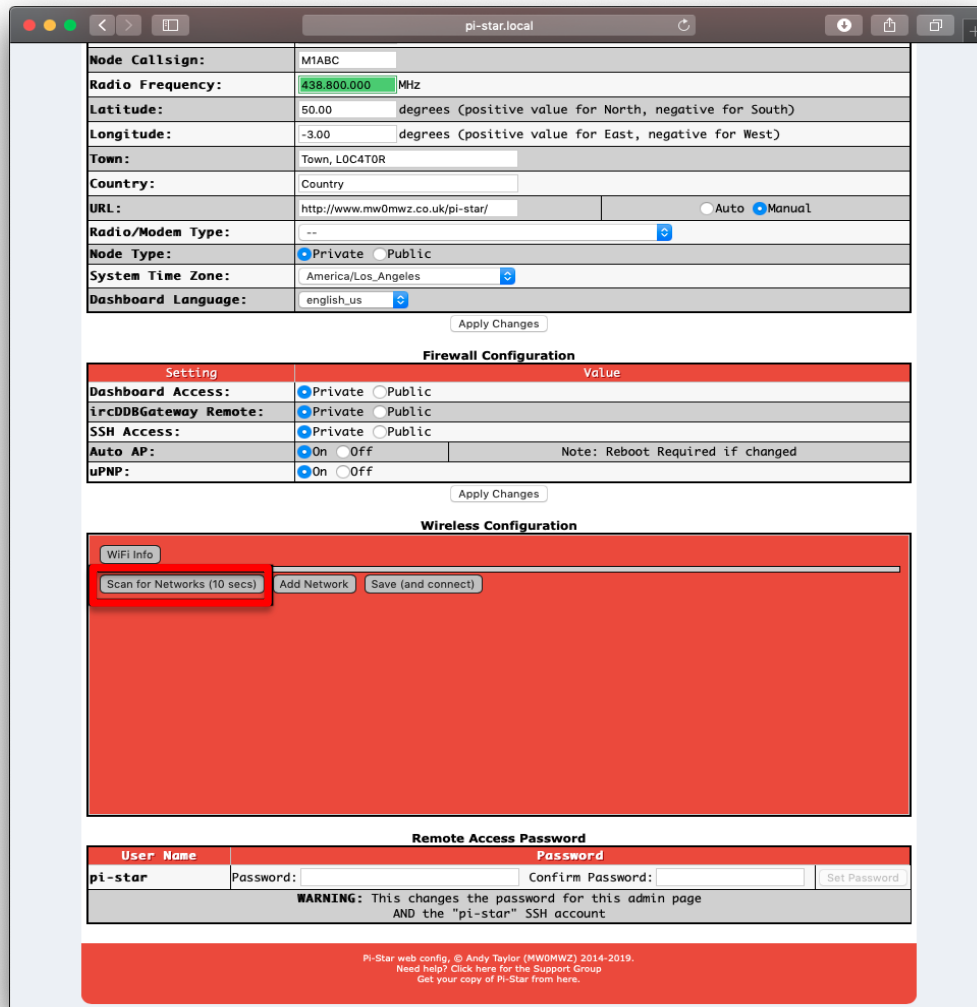 pi-star.local
Node Callsign: M1ABC
Radio Frequency: 438.800.000 MHz
Latitude: 50.00 degrees (positive value for North, negative for South)
Longitude: -3.00 degrees (positive value for East, negative for West)
Town: Town, L0C4T0R
Country: Country
URL: http://www.mw0mwz.co.uk/pi-star/ Auto Manual
Radio/Modem Type: --
Node Type: Private Public
System Time Zone: America/Los_Angeles
Dashboard Language: english_us
Apply Changes
Firewall Configuration
Setting Value
Dashboard Access: Private Public
ircDDBGateway Remote: Private Public
SSH Access: Private Public
Auto AP: On Off Note: Reboot Required if changed
uPNP: On Off
Apply Changes
Wireless Configuration
WiFi Info
Scan for Networks (10 secs) Add Network Save (and connect)
Remote Access Password
User Name Password
pi-star Password: Confirm Password: Set Password
WARNING: This changes the password for this admin page
AND the "pi-star" SSH account
Pi-Star web config, © Andy Taylor (MW0MWZ) 2014-2019.
Need help? Click here for the Support Group
Get your copy of Pi-Star from here.